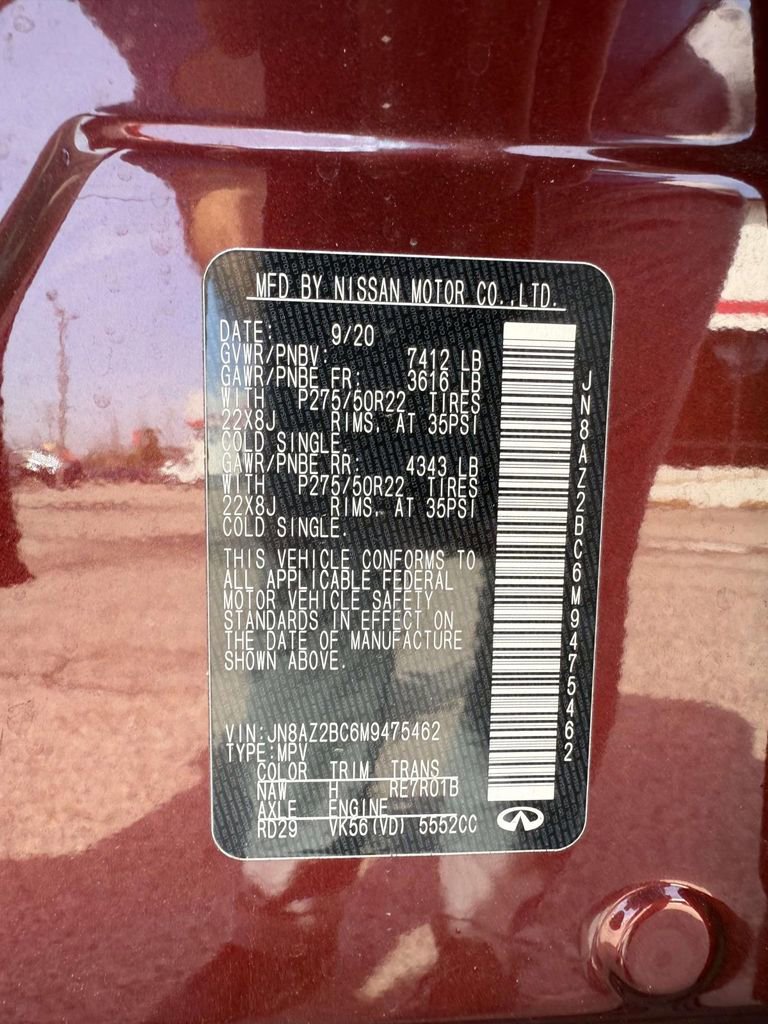 MFD BY NISSAN MOTOR CO.,LTD.
DATE: 9/20
GVWR/PNBV: 7412 LB
GAWR/PNBE FR: 3616 LB
WITH P275/50R22 TIRES
22X8J RIMS. AT 35PSI
COLD SINGLE.
GAWR/PNBE RR: 4343 LB
WITH P275/50R22 TIRES
22X8J RIMS. AT 35PSI
COLD SINGLE.
THIS VEHICLE CONFORMS TO
ALL APPLICABLE FEDERAL
MOTOR VEHICLE SAFETY
STANDARDS IN EFFECT ON
THE DATE OF MANUFACTURE
SHOWN ABOVE.
VIN:JN8AZ2BC6M9475462
TYPE:MPV
COLOR TRIM TRANS
NAW H RE7R01B
AXLE ENGINE
RD29 VK56(VD) 5552CC
JN8AZ2BC6M9475462